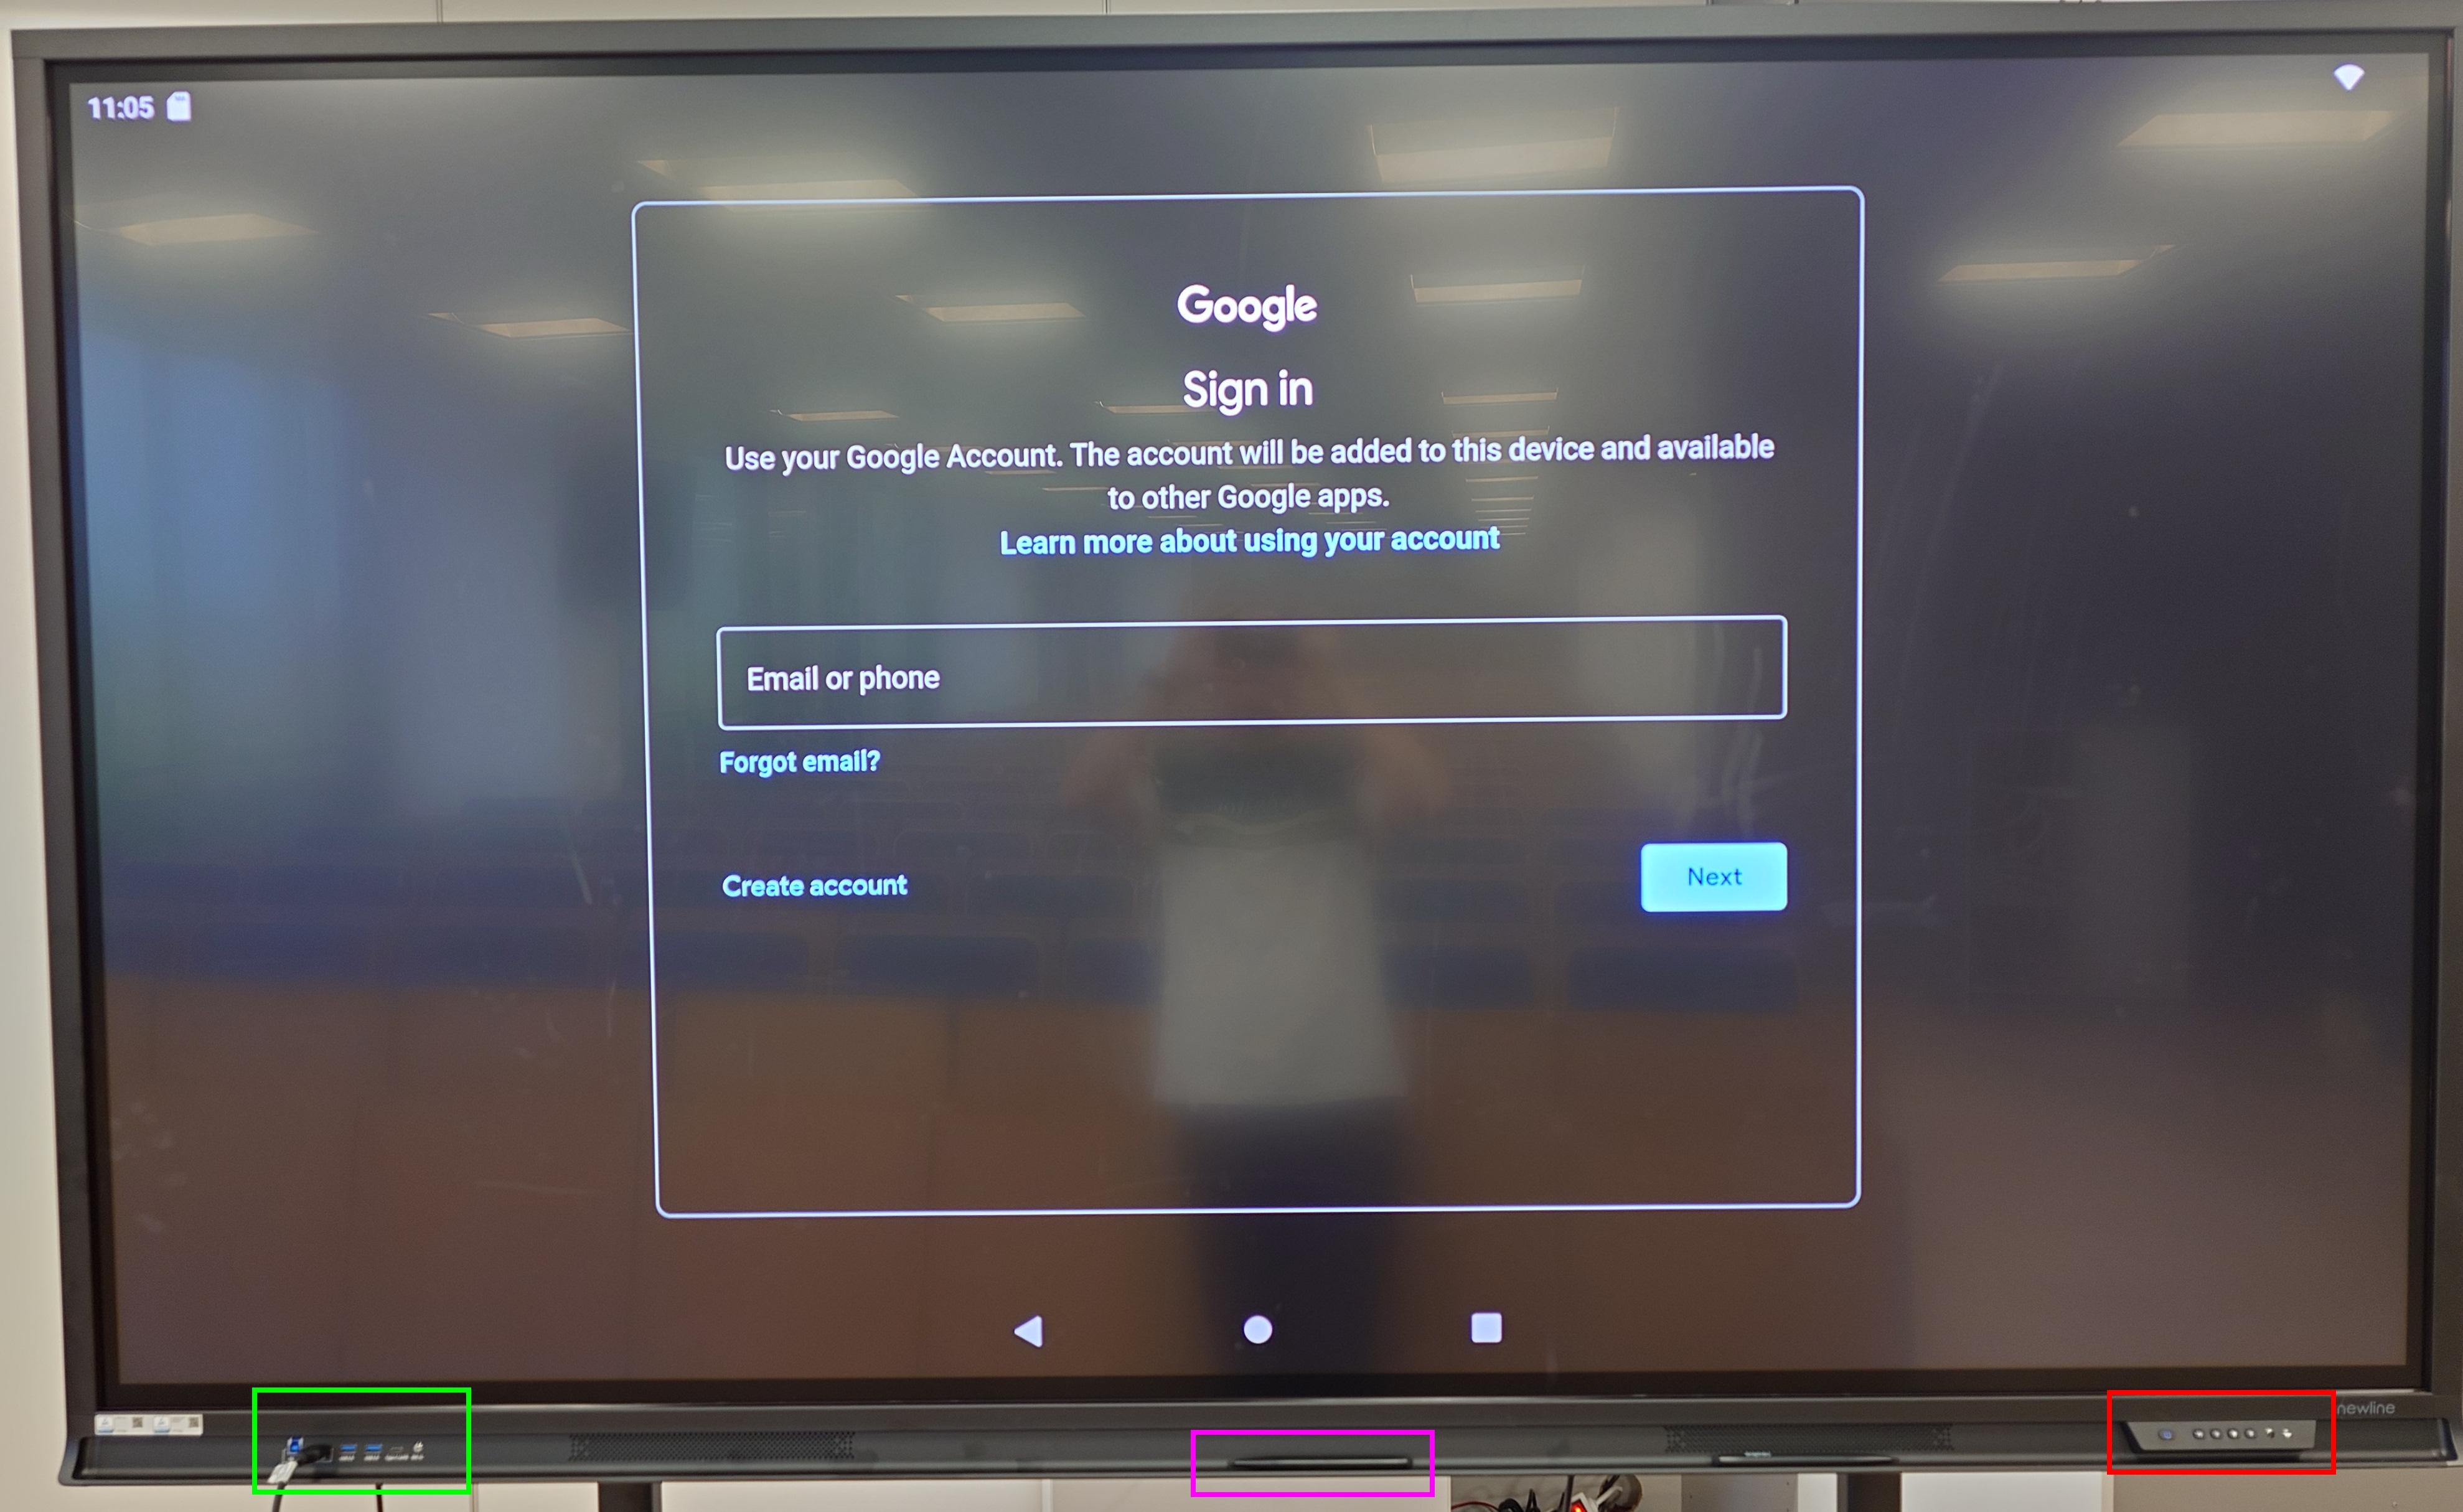 11:05
Google
Sign in
Use your Google Account. The account will be added to this device and available
to other Google apps.
Learn more about using your account
Email or phone
Forgot email?
Create account
Next
newline